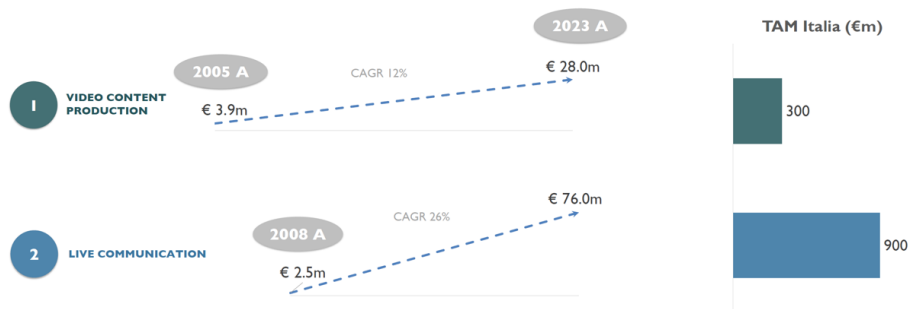 2023 A
TAM Italia (€m)
2005 A
CAGR 12%
€ 28.0m
1
VIDEO CONTENT
PRODUCTION
€ 3.9m
300
€ 76.0m
CAGR 26%
2008 A
2
LIVE COMMUNICATION
€ 2.5m
900